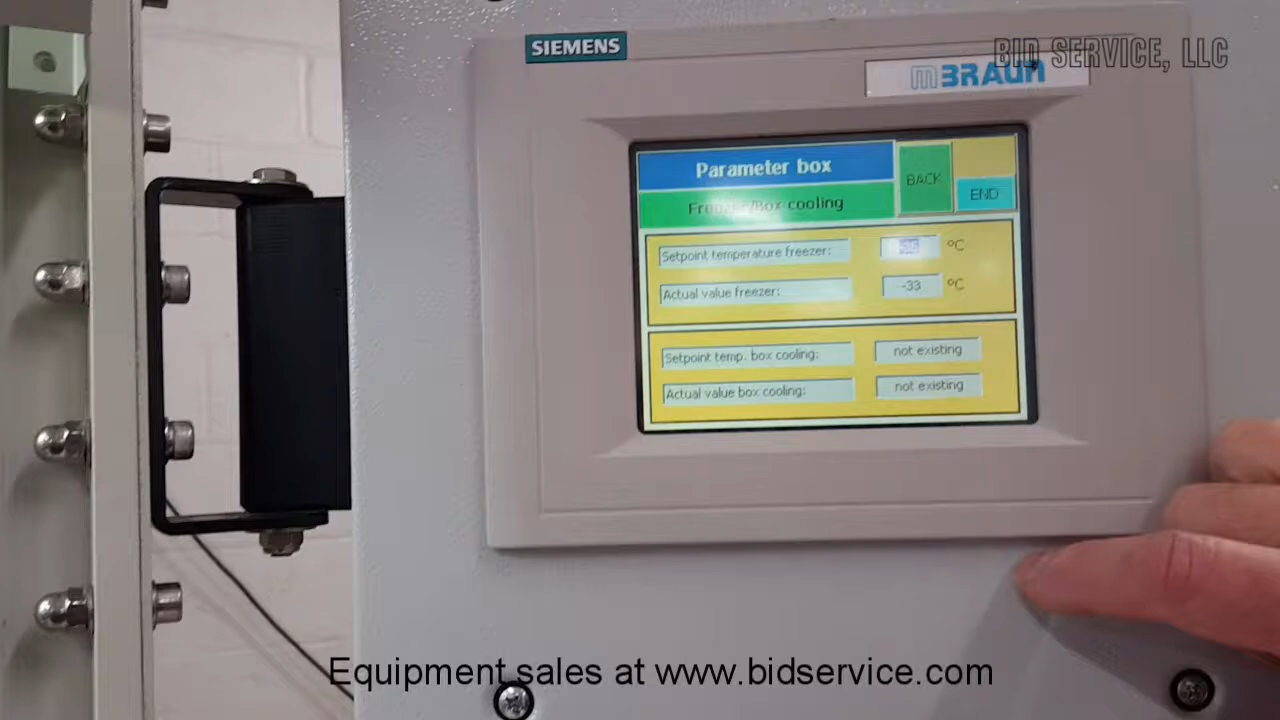 SIEMENS
BID SERVICE, LLC
mBRAUN
Parameter box
BACK
END
Freezer/Box cooling
Setpoint temperature freezer:
°C
Actual value freezer:
-33 °C
Setpoint temp. box cooling:
not existing
Actual value box cooling:
not existing
Equipment sales at www.bidservice.com